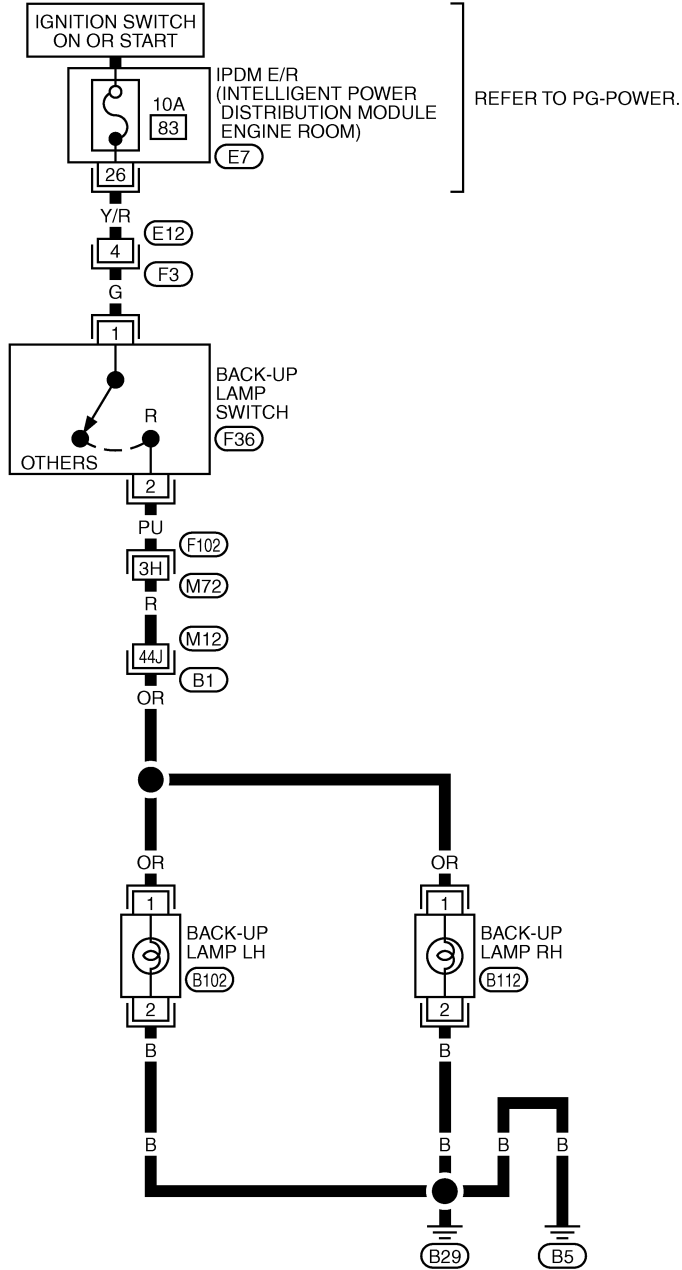 IGNITION SWITCH
ON OR START
IPDM E/R
(INTELLIGENT POWER
DISTRIBUTION MODULE
ENGINE ROOM)
E7
REFER TO PG-POWER.
10A
83
26
Y/R
E12
4
F3
G
1
BACK-UP
LAMP
SWITCH
F36
R
OTHERS
2
PU
F102
3H
M72
R
M12
44J
B1
OR
OR
OR
1
1
BACK-UP
LAMP LH
B102
BACK-UP
LAMP RH
B112
2
2
B
B
B
B
B
B
B29
B5